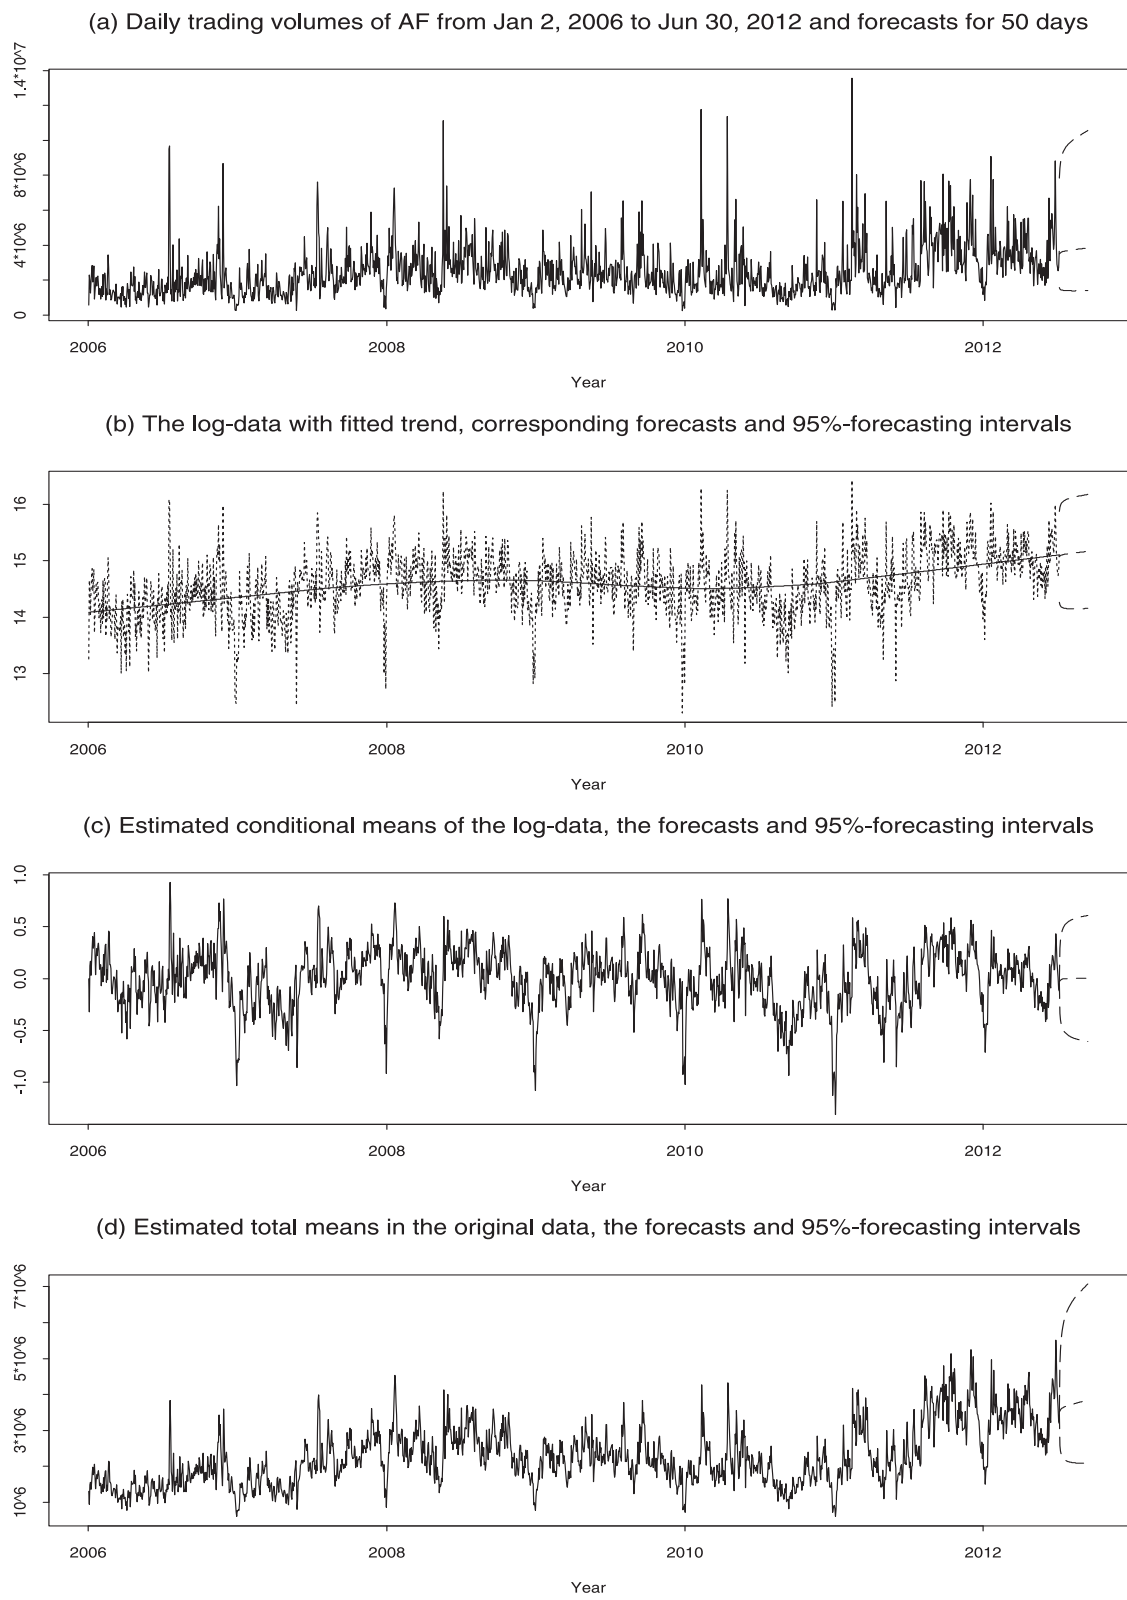 (a) Daily trading volumes of AF from Jan 2, 2006 to Jun 30, 2012 and forecasts for 50 days
1.4*10^7
8*10^6
4*10^6
0
2006 2008 2010 2012
Year
(b) The log-data with fitted trend, corresponding forecasts and 95%-forecasting intervals
16
15
14
13
2006 2008 2010 2012
Year
(c) Estimated conditional means of the log-data, the forecasts and 95%-forecasting intervals
1.0
0.5
0.0
-0.5
-1.0
2006 2008 2010 2012
Year
(d) Estimated total means in the original data, the forecasts and 95%-forecasting intervals
7*10^6
5*10^6
3*10^6
10^6
2006 2008 2010 2012
Year